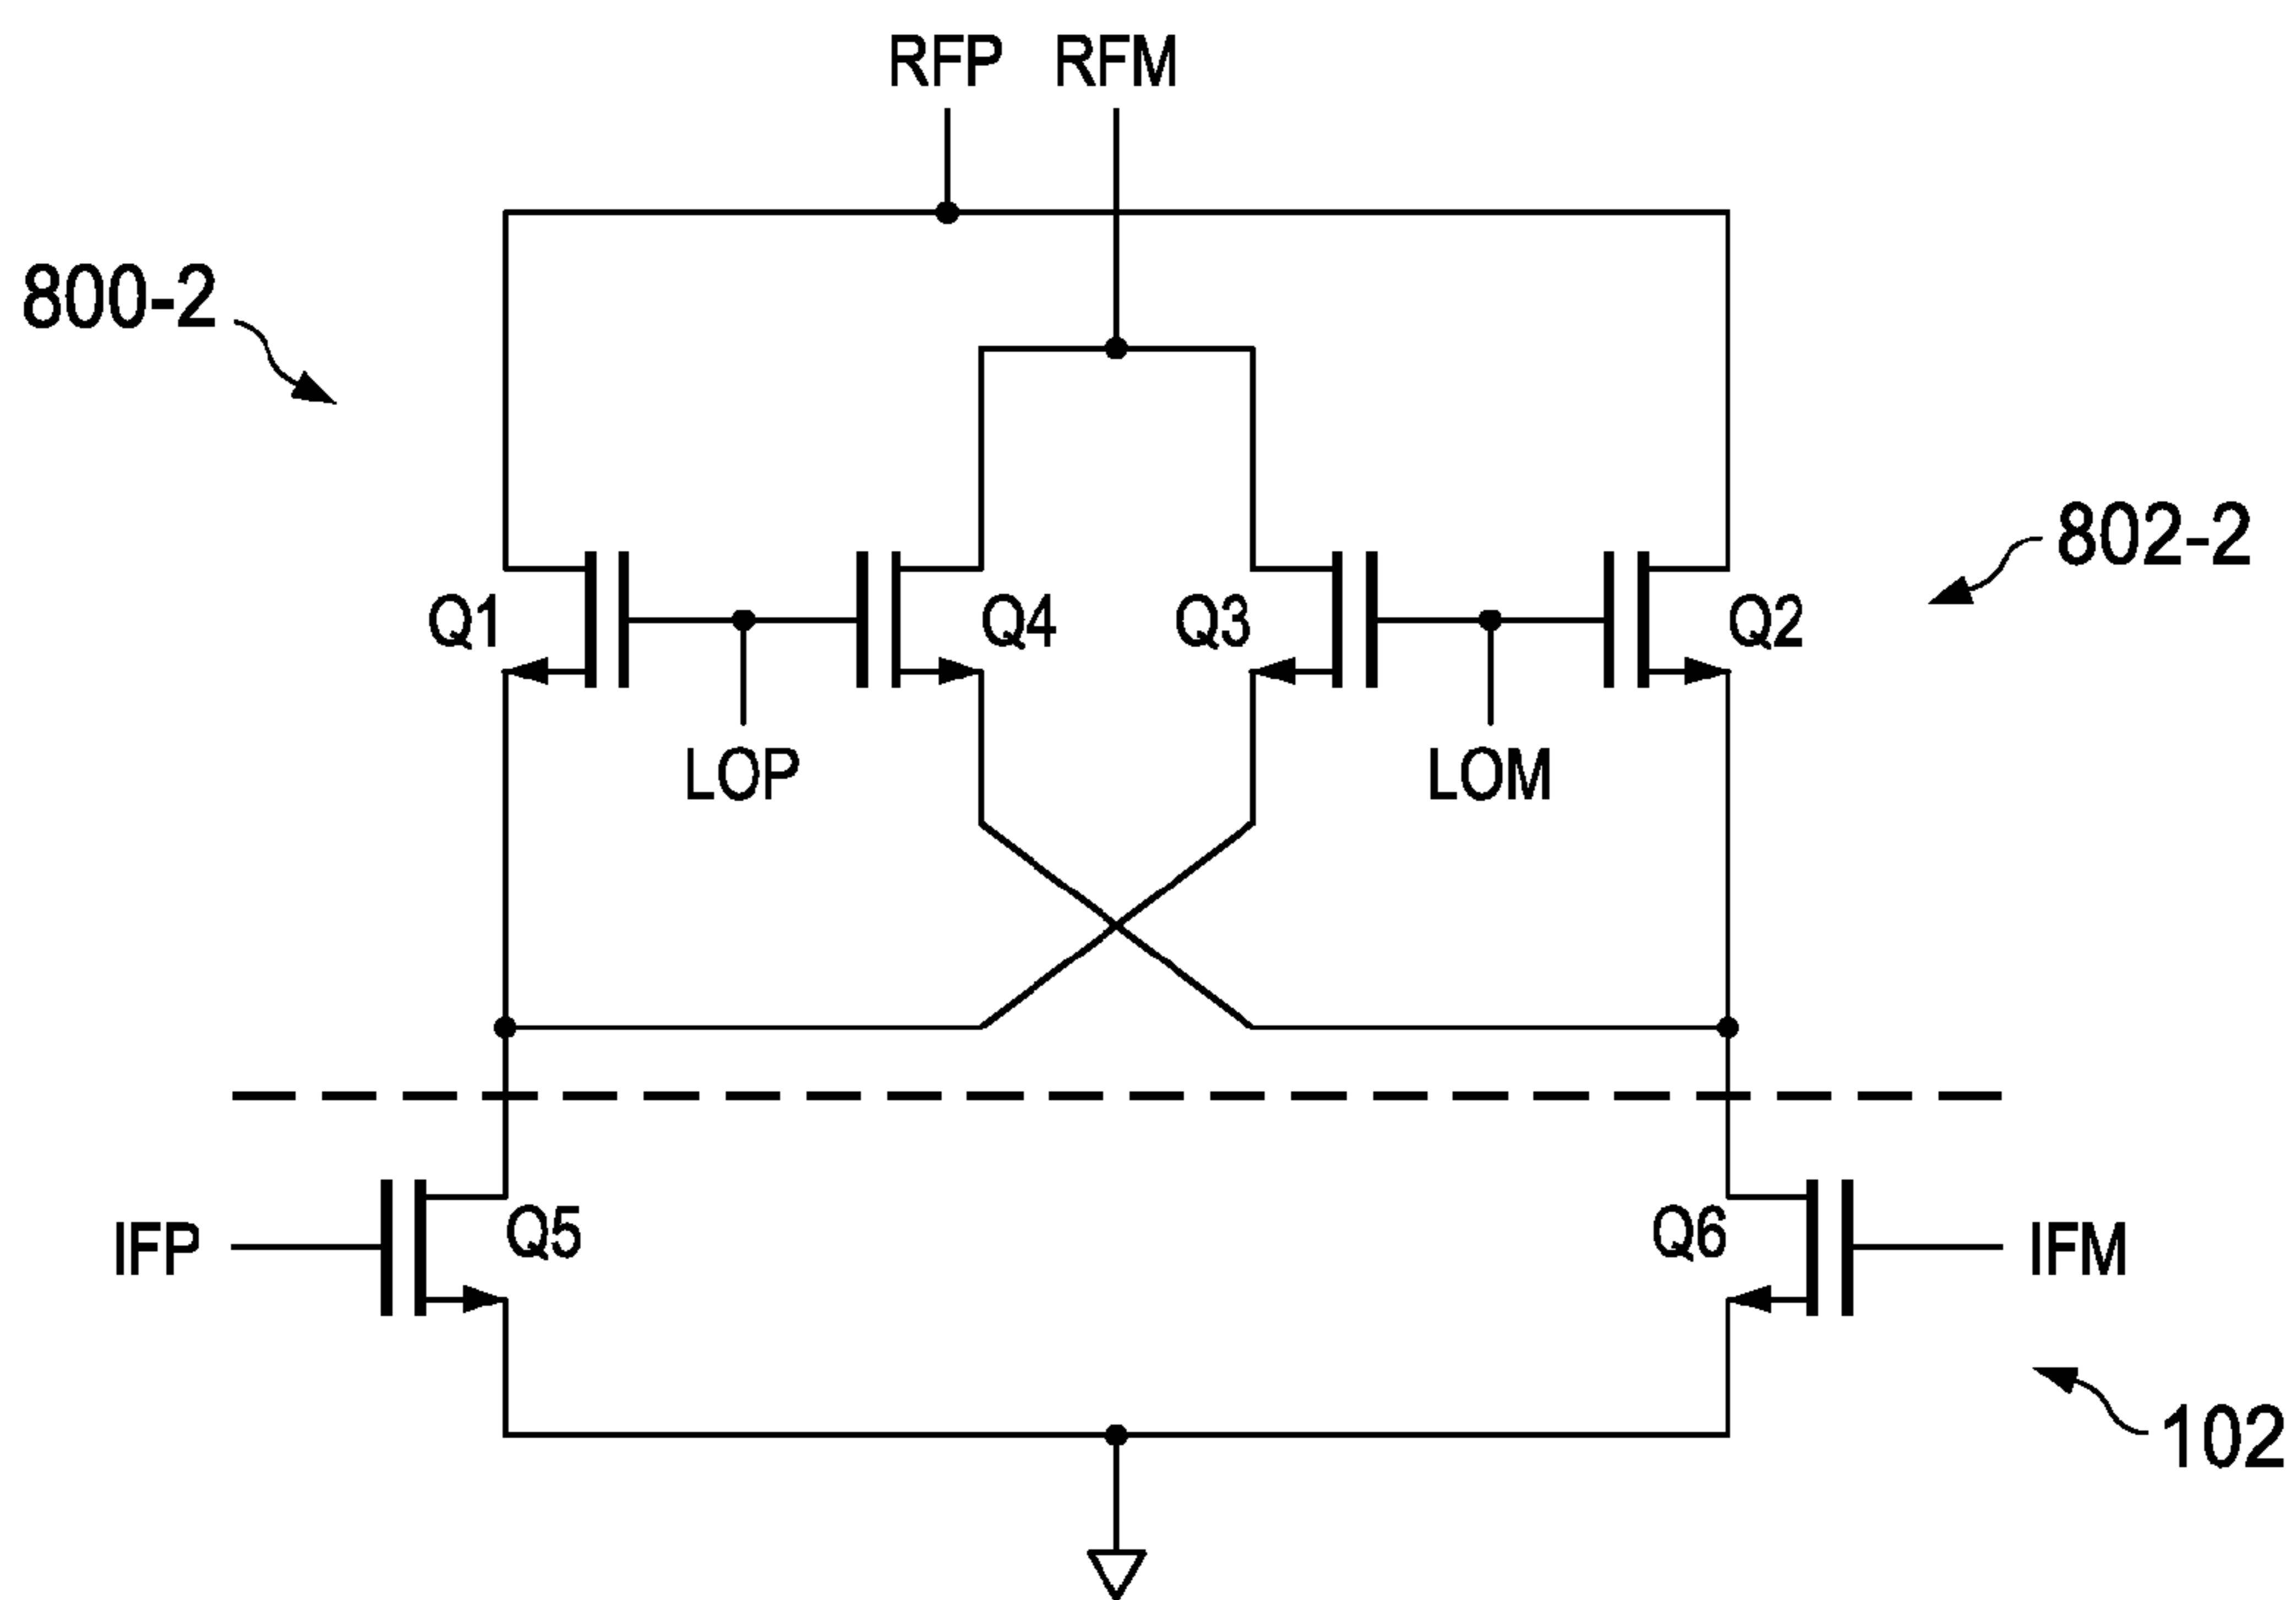 RFP RFM
800-2
802-2
Q1 Q4 Q3 Q2
LOP LOM
IFP Q5 Q6 IFM
102